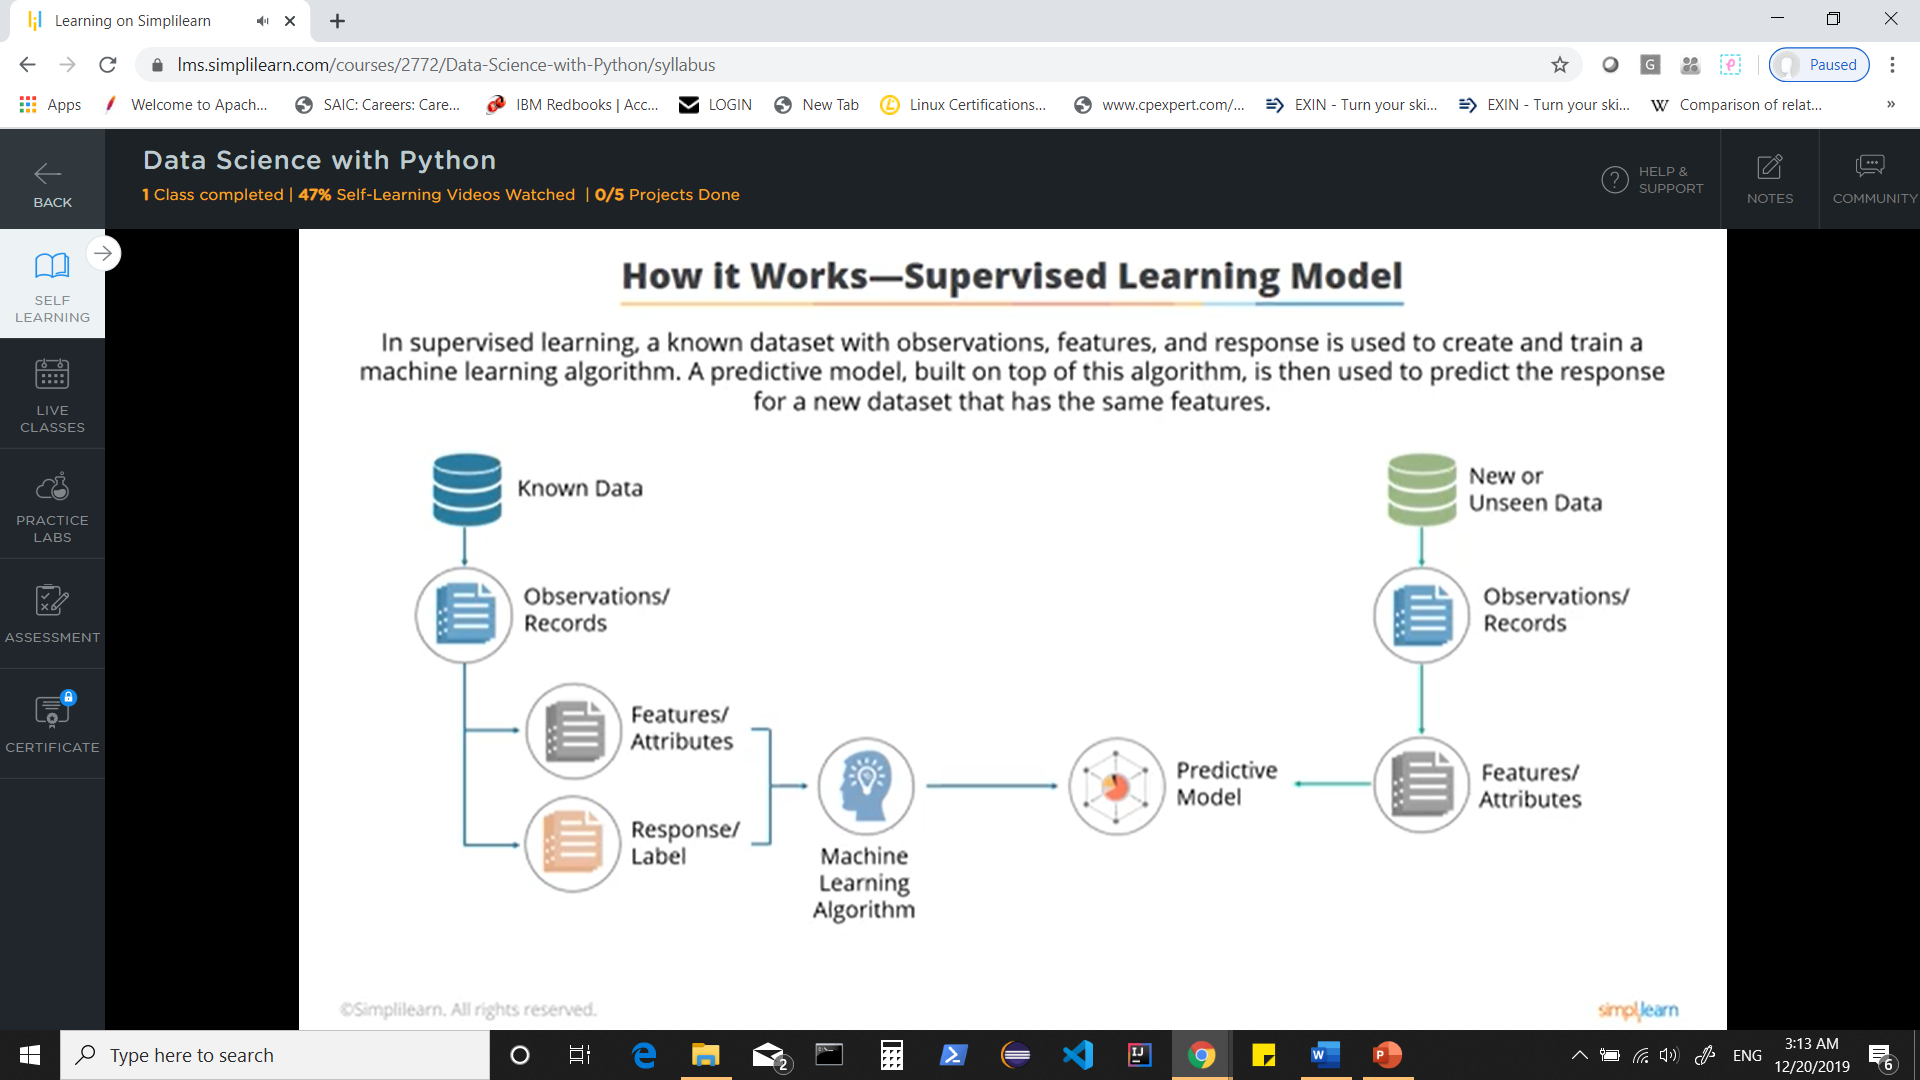 Learning on Simplilearn
lms.simplilearn.com/courses/2772/Data-Science-with-Python/syllabus
G
Paused
Apps
Welcome to Apach...
SAIC: Careers: Care...
IBM Redbooks | Acc...
LOGIN
New Tab
Linux Certifications...
www.cpexpert.com/...
EXIN - Turn your ski...
EXIN - Turn your ski...
W
Comparison of relat...
»
BACK
Data Science with Python
1 Class completed | 47% Self-Learning Videos Watched | 0/5 Projects Done
?
HELP &
SUPPORT
NOTES
COMMUNITY
SELF
LEARNING
LIVE
CLASSES
PRACTICE
LABS
ASSESSMENT
CERTIFICATE
How it Works—Supervised Learning Model
In supervised learning, a known dataset with observations, features, and response is used to create and train a
machine learning algorithm. A predictive model, built on top of this algorithm, is then used to predict the response
for a new dataset that has the same features.
Known Data
Observations/
Records
Features/
Attributes
Response/
Label
Machine
Learning
Algorithm
Predictive
Model
New or
Unseen Data
Observations/
Records
Features/
Attributes
©Simplilearn. All rights reserved.
simplilearn
Type here to search
2
IJ
W
P
ENG
3:13 AM
12/20/2019
6